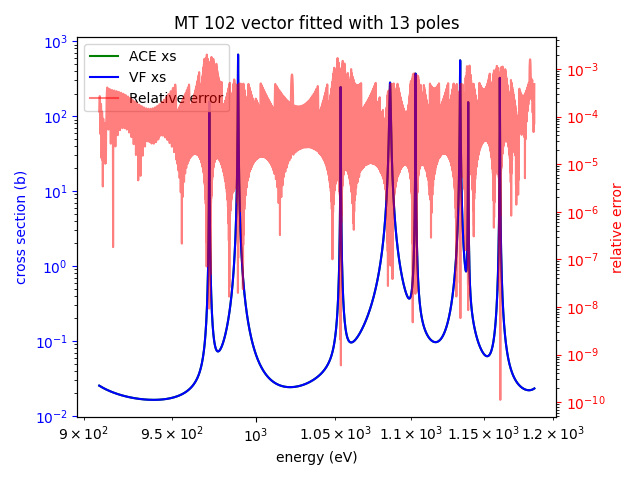 MT 102 vector fitted with 13 poles
ACE xs
VF xs
Relative error
cross section (b)
10³
10²
10¹
10⁰
10⁻¹
10⁻²
relative error
10⁻³
10⁻⁴
10⁻⁵
10⁻⁶
10⁻⁷
10⁻⁸
10⁻⁹
10⁻¹⁰
9 × 10² 9.5 × 10² 10³ 1.05 × 10³ 1.1 × 10³ 1.15 × 10³ 1.2 × 10³
energy (eV)